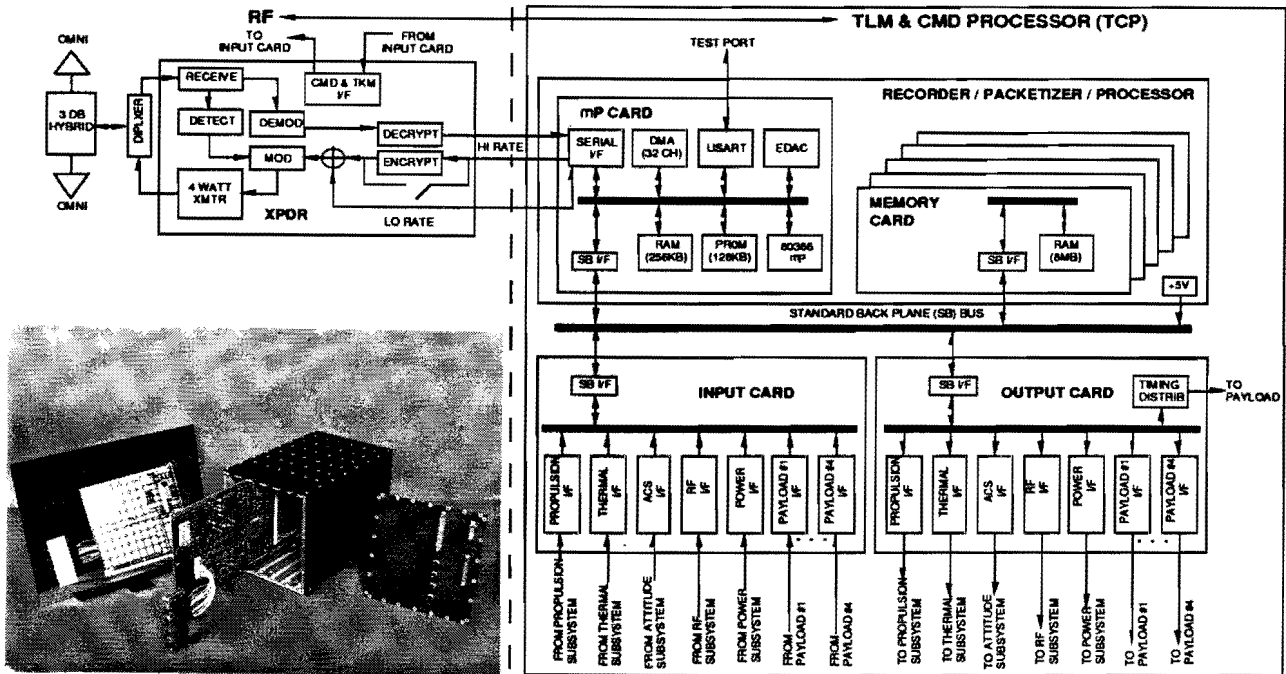 RF
TLM & CMD PROCESSOR (TCP)
OMNI
TO
INPUT CARD
FROM
INPUT CARD
3 DB
HYBRID
DIPLXER
RECEIVE
CMD & TKM
I/F
DETECT
DEMOD
DECRYPT
MOD
ENCRYPT
4 WATT
XMTR
XPDR
OMNI
HI RATE
LO RATE
TEST PORT
RECORDER / PACKETIZER / PROCESSOR
mP CARD
SERIAL
I/F
DMA
(32 CH)
USART
EDAC
SB I/F
RAM
(256KB)
PROM
(128KB)
80386
mP
MEMORY
CARD
SB I/F
RAM
(8MB)
+5V
STANDARD BACK PLANE (SB) BUS
SB I/F
INPUT CARD
PROPULSION
I/F
THERMAL
I/F
ACS
I/F
RF
I/F
POWER
I/F
PAYLOAD #1
I/F
PAYLOAD #4
I/F
FROM PROPULSION
SUBSYSTEM
FROM THERMAL
SUBSYSTEM
FROM ATTITUDE
SUBSYSTEM
FROM RF
SUBSYSTEM
FROM POWER
SUBSYSTEM
FROM
PAYLOAD #1
FROM
PAYLOAD #4
SB I/F
OUTPUT CARD
TIMING
DISTRIB
TO
PAYLOAD
PROPULSION
I/F
THERMAL
I/F
ACS
I/F
RF
I/F
POWER
I/F
PAYLOAD #1
I/F
PAYLOAD #4
I/F
TO PROPULSION
SUBSYSTEM
TO THERMAL
SUBSYSTEM
TO ATTITUDE
SUBSYSTEM
TO RF
SUBSYSTEM
TO POWER
SUBSYSTEM
TO
PAYLOAD #1
TO
PAYLOAD #4